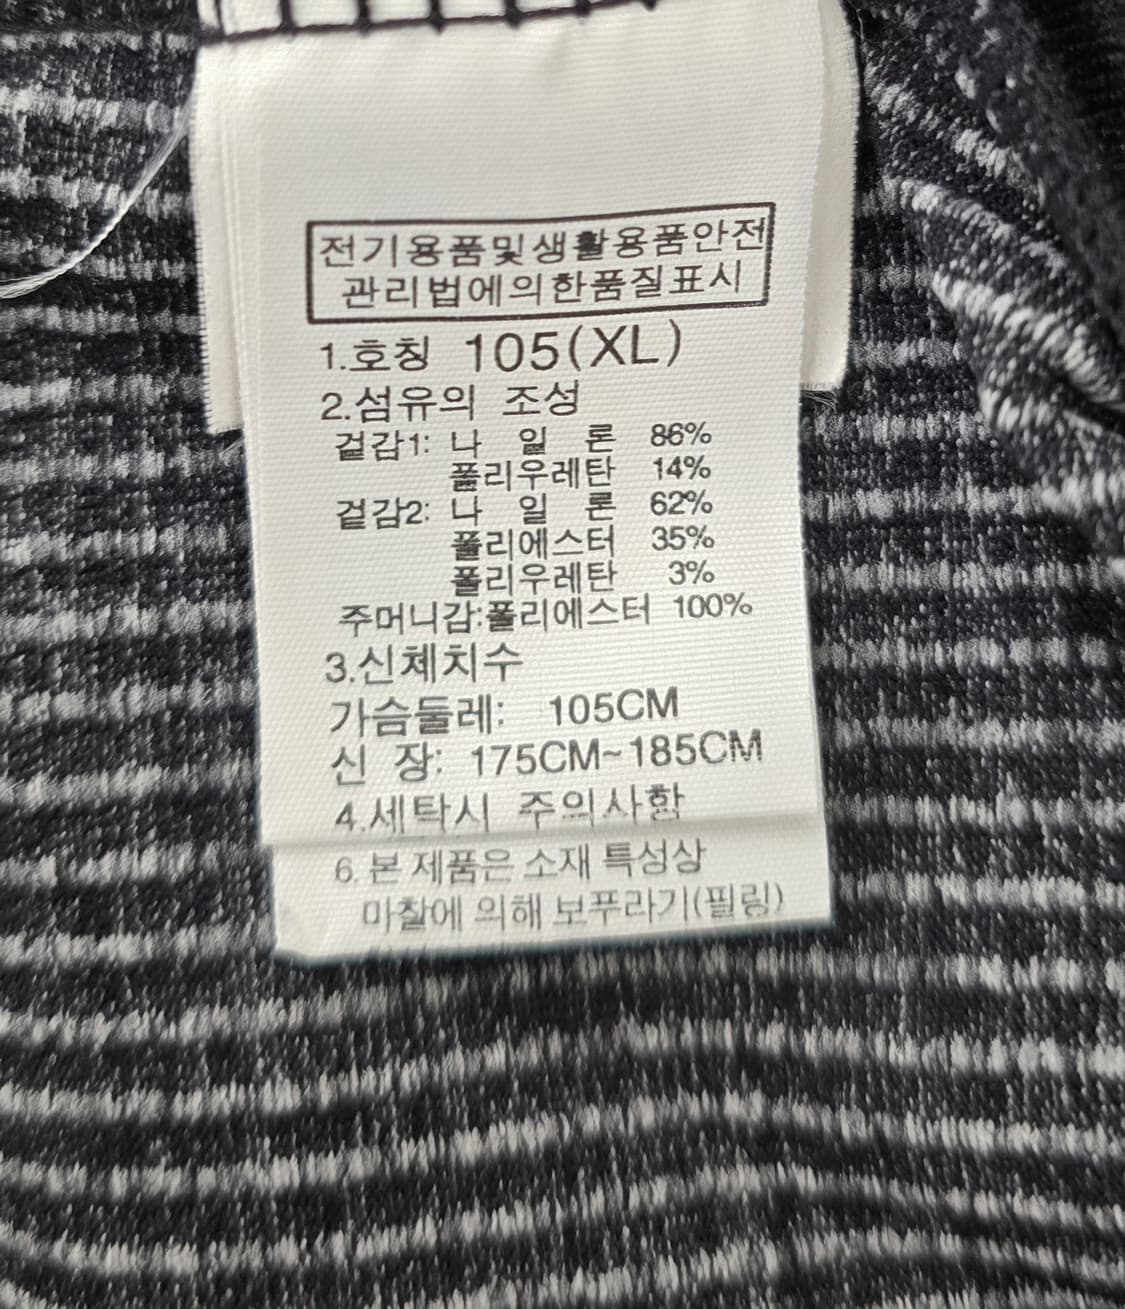 전기용품및생활용품안전
관리법에의한품질표시
1.호칭 105(XL)
2.섬유의 조성
겉감1: 나 일 론 86%
폴리우레탄 14%
겉감2: 나 일 론 62%
폴리에스터 35%
폴리우레탄 3%
주머니감:폴리에스터 100%
3.신체치수
가슴둘레: 105CM
신 장: 175CM~185CM
4.세탁시 주의사항
6. 본 제품은 소재 특성상
마찰에 의해 보푸라기(필링)